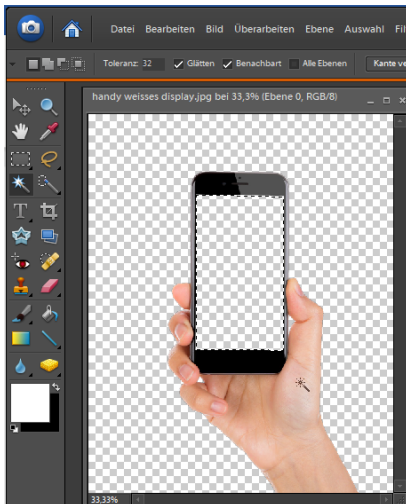 Datei Bearbeiten Bild Überarbeiten Ebene Auswahl
Toleranz: 32 Glätten Benachbart Alle Ebenen Kante
handy weisses display.jpg bei 33,3% (Ebene 0, RGB/8)
T
33,33%